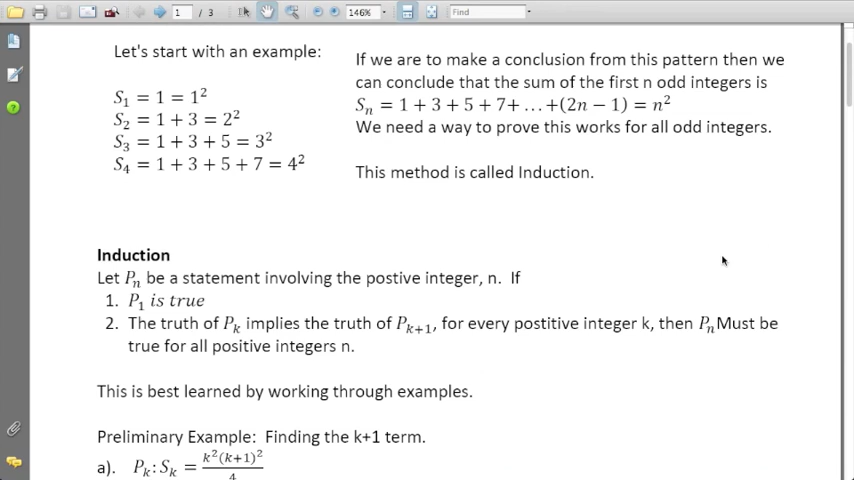 1 / 3
146%
Find
Let's start with an example:
S₁ = 1 = 1²
S₂ = 1 + 3 = 2²
S₃ = 1 + 3 + 5 = 3²
S₄ = 1 + 3 + 5 + 7 = 4²
If we are to make a conclusion from this pattern then we
can conclude that the sum of the first n odd integers is
Sₙ = 1 + 3 + 5 + 7+ ... +(2n − 1) = n²
We need a way to prove this works for all odd integers.
This method is called Induction.
Induction
Let Pₙ be a statement involving the postive integer, n. If
1. P₁ is true
2. The truth of Pₖ implies the truth of Pₖ₊₁, for every postitive integer k, then PₙMust be
true for all positive integers n.
This is best learned by working through examples.
Preliminary Example: Finding the k+1 term.
a). Pₖ: Sₖ = k²(k+1)²/4